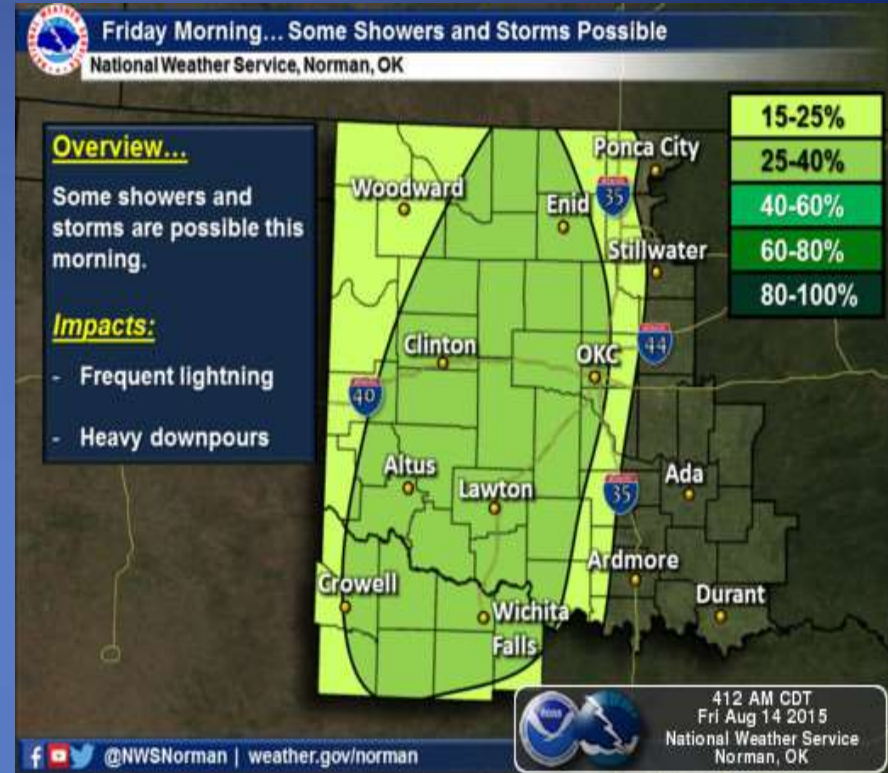 Friday Morning... Some Showers and Storms Possible
National Weather Service, Norman, OK
Overview...
Some showers and
storms are possible this
morning.
Impacts:
- Frequent lightning
- Heavy downpours
15-25%
25-40%
40-60%
60-80%
80-100%
Ponca City
Woodward
35
Enid
Stillwater
Clinton
OKC
44
40
Altus
Lawton
35
Ada
Ardmore
Crowell
Durant
Wichita
Falls
412 AM CDT
Fri Aug 14 2015
National Weather Service
Norman, OK
@NWSNorman | weather.gov/norman